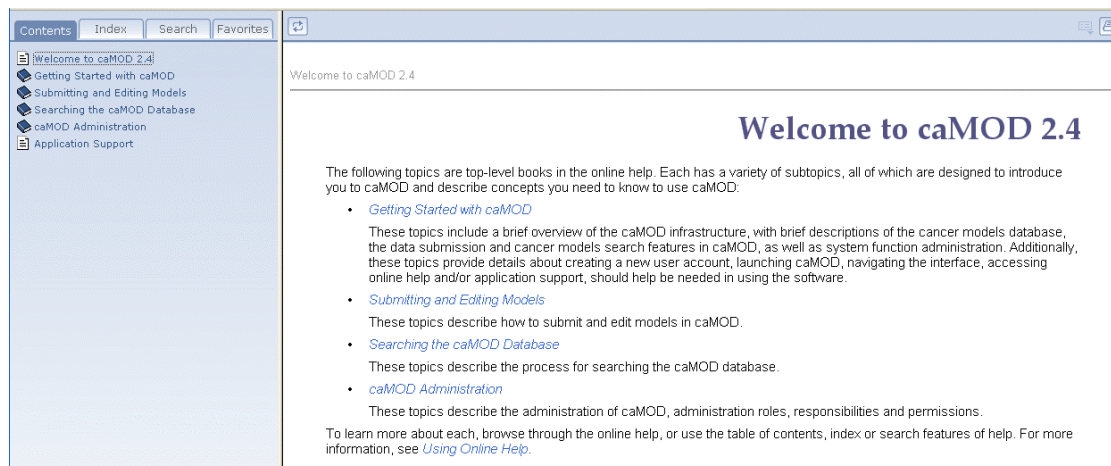 Contents Index Search Favorites
Welcome to caMOD 2.4
Getting Started with caMOD
Submitting and Editing Models
Searching the caMOD Database
caMOD Administration
Application Support
Welcome to caMOD 2.4
Welcome to caMOD 2.4
The following topics are top-level books in the online help. Each has a variety of subtopics, all of which are designed to introduce
you to caMOD and describe concepts you need to know to use caMOD:
• Getting Started with caMOD
These topics include a brief overview of the caMOD infrastructure, with brief descriptions of the cancer models database,
the data submission and cancer models search features in caMOD, as well as system function administration. Additionally,
these topics provide details about creating a new user account, launching caMOD, navigating the interface, accessing
online help and/or application support, should help be needed in using the software.
• Submitting and Editing Models
These topics describe how to submit and edit models in caMOD.
• Searching the caMOD Database
These topics describe the process for searching the caMOD database.
• caMOD Administration
These topics describe the administration of caMOD, administration roles, responsibilities and permissions.
To learn more about each, browse through the online help, or use the table of contents, index or search features of help. For more
information, see Using Online Help.